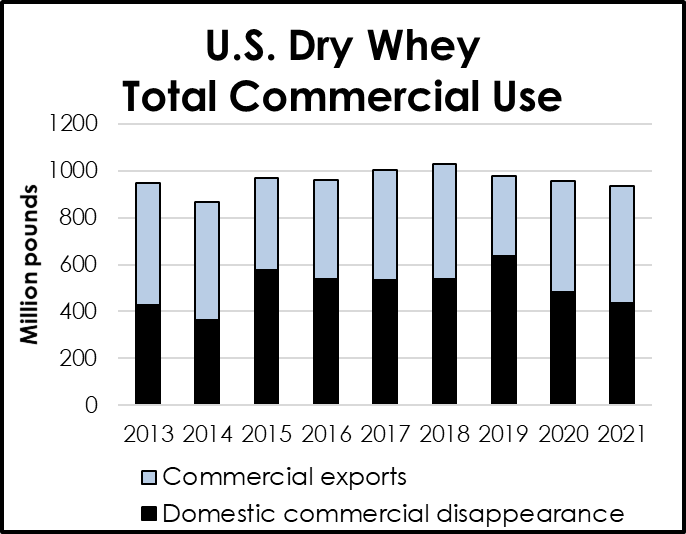 U.S. Dry Whey
Total Commercial Use
Million pounds
1200
1000
800
600
400
200
0
2013 2014 2015 2016 2017 2018 2019 2020 2021
Commercial exports
Domestic commercial disappearance